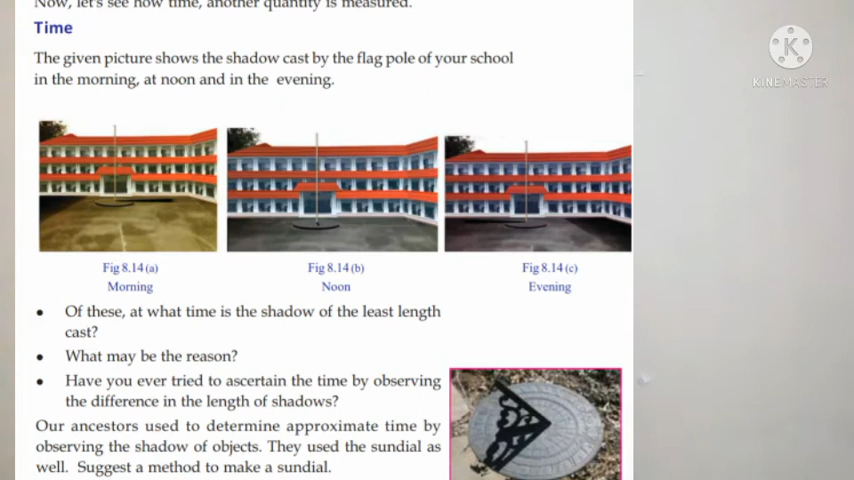 Now, let's see how time, another quantity is measured.
Time
The given picture shows the shadow cast by the flag pole of your school
in the morning, at noon and in the evening.
KINEMASTER
Fig 8.14 (a)
Morning
Fig 8.14 (b)
Noon
Fig 8.14 (c)
Evening
• Of these, at what time is the shadow of the least length
cast?
• What may be the reason?
• Have you ever tried to ascertain the time by observing
the difference in the length of shadows?
Our ancestors used to determine approximate time by
observing the shadow of objects. They used the sundial as
well. Suggest a method to make a sundial.